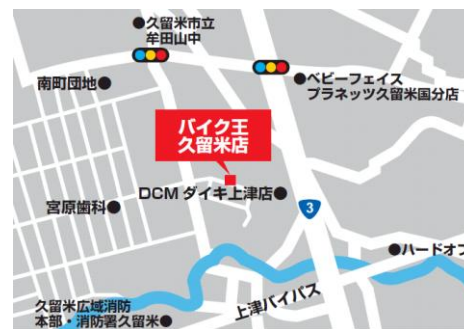 ●久留米市立
牟田山中
南町団地●
●ベビーフェイス
プラネッツ久留米国分店
バイク王
久留米店
DCM ダイキ上津店●
宮原歯科●
3
●ハードオフ
久留米広域消防
本部・消防署久留米●
上津バイパス